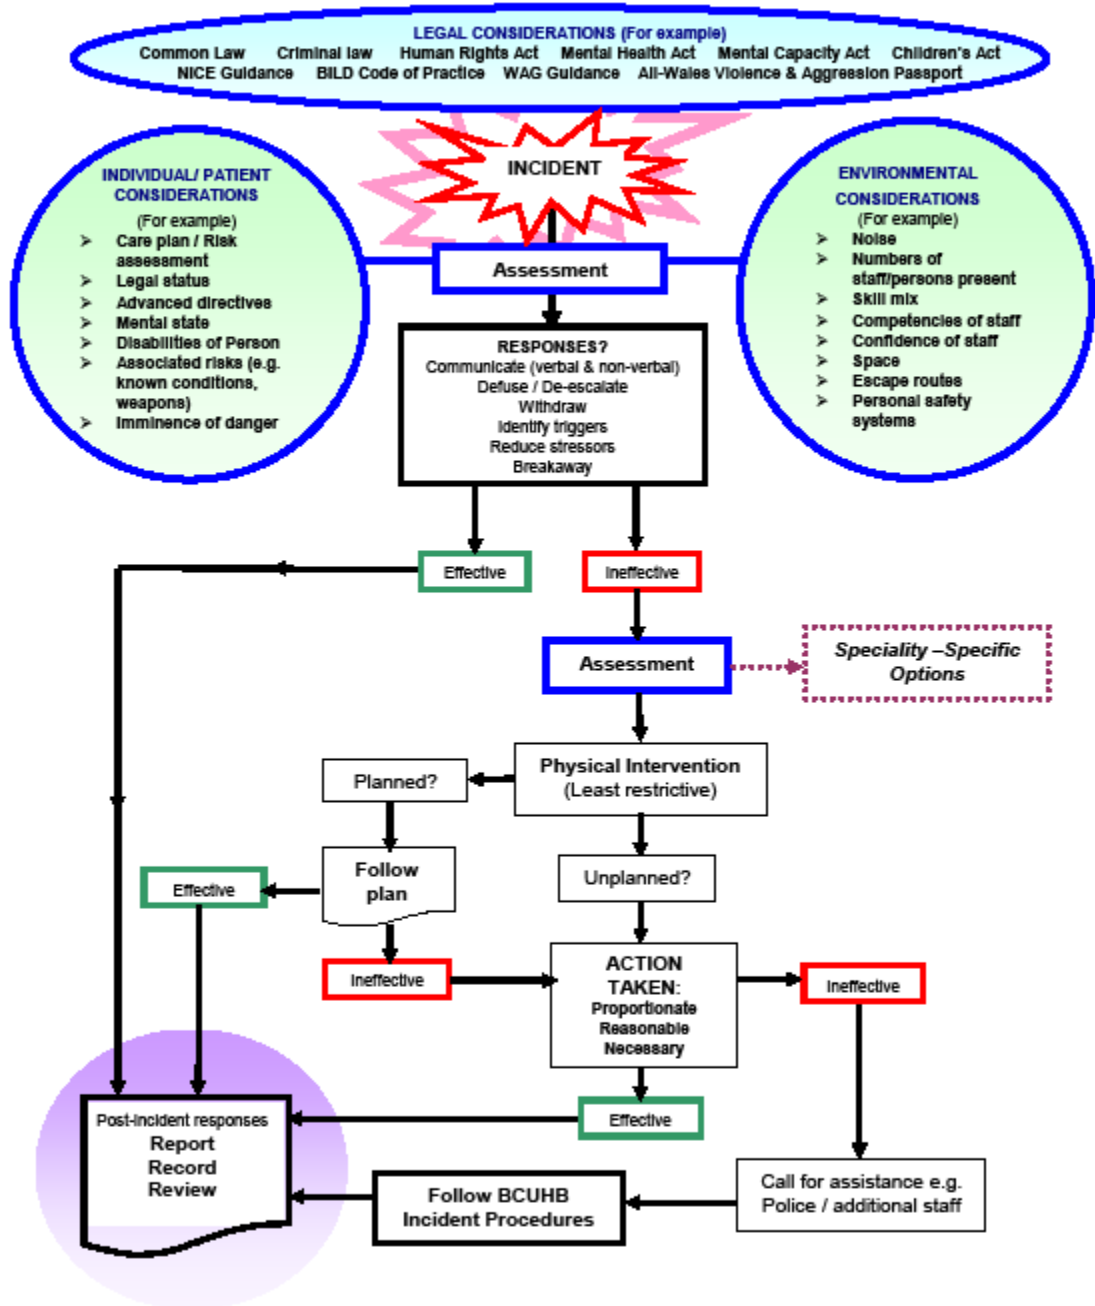 LEGAL CONSIDERATIONS (For example)
Common Law Criminal law Human Rights Act Mental Health Act Mental Capacity Act Children's Act
NICE Guidance BILD Code of Practice WAG Guidance All-Wales Violence & Aggression Passport
INCIDENT
INDIVIDUAL/ PATIENT
CONSIDERATIONS
(For example)
➢ Care plan / Risk
assessment
➢ Legal status
➢ Advanced directives
➢ Mental state
➢ Disabilities of Person
➢ Associated risks (e.g.
known conditions,
weapons)
➢ Imminence of danger
ENVIRONMENTAL
CONSIDERATIONS
(For example)
➢ Noise
➢ Numbers of
staff/persons present
➢ Skill mix
➢ Competencies of staff
➢ Confidence of staff
➢ Space
➢ Escape routes
➢ Personal safety
systems
Assessment
RESPONSES?
Communicate (verbal & non-verbal)
Defuse / De-escalate
Withdraw
Identify triggers
Reduce stressors
Breakaway
Effective
Ineffective
Assessment
Speciality –Specific
Options
Physical Intervention
(Least restrictive)
Planned?
Follow
plan
Unplanned?
Effective
Ineffective
ACTION
TAKEN:
Proportionate
Reasonable
Necessary
Ineffective
Effective
Post-incident responses
Report
Record
Review
Follow BCUHB
Incident Procedures
Call for assistance e.g.
Police / additional staff